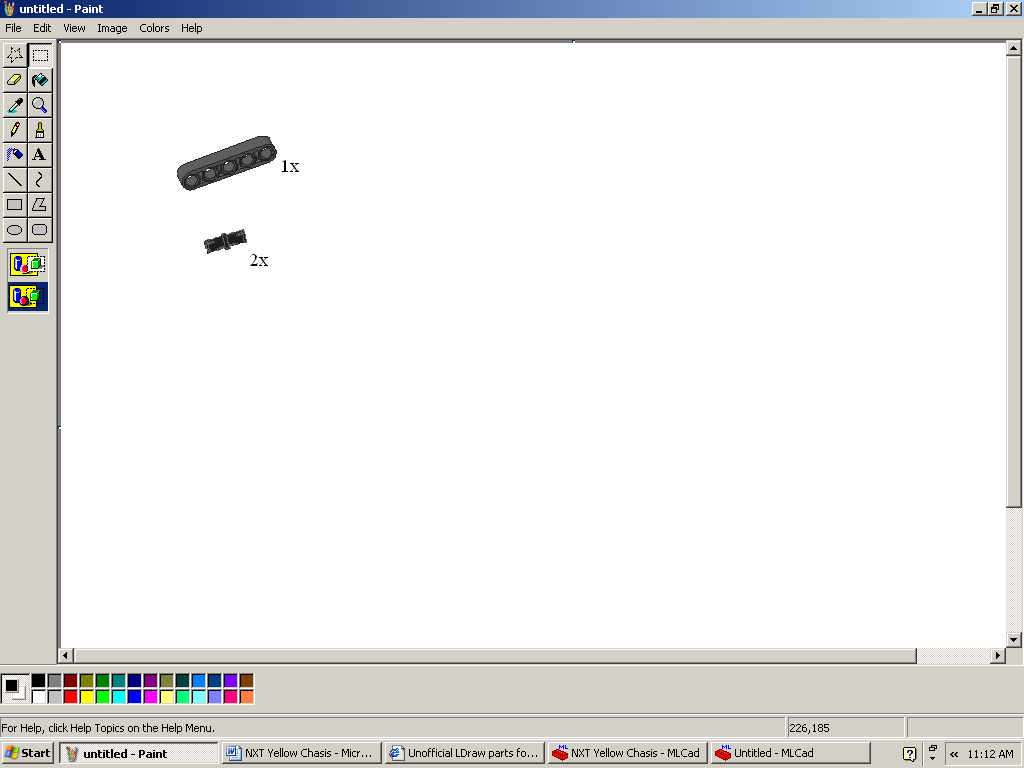 untitled - Paint
File Edit View Image Colors Help
A
1x
2x
For Help, click Help Topics on the Help Menu.
226,185
Start
untitled - Paint
NXT Yellow Chasis - Micr...
Unofficial LDraw parts fo...
ML
NXT Yellow Chasis - MLCad
ML
Untitled - MLCad
?
«
11:12 AM